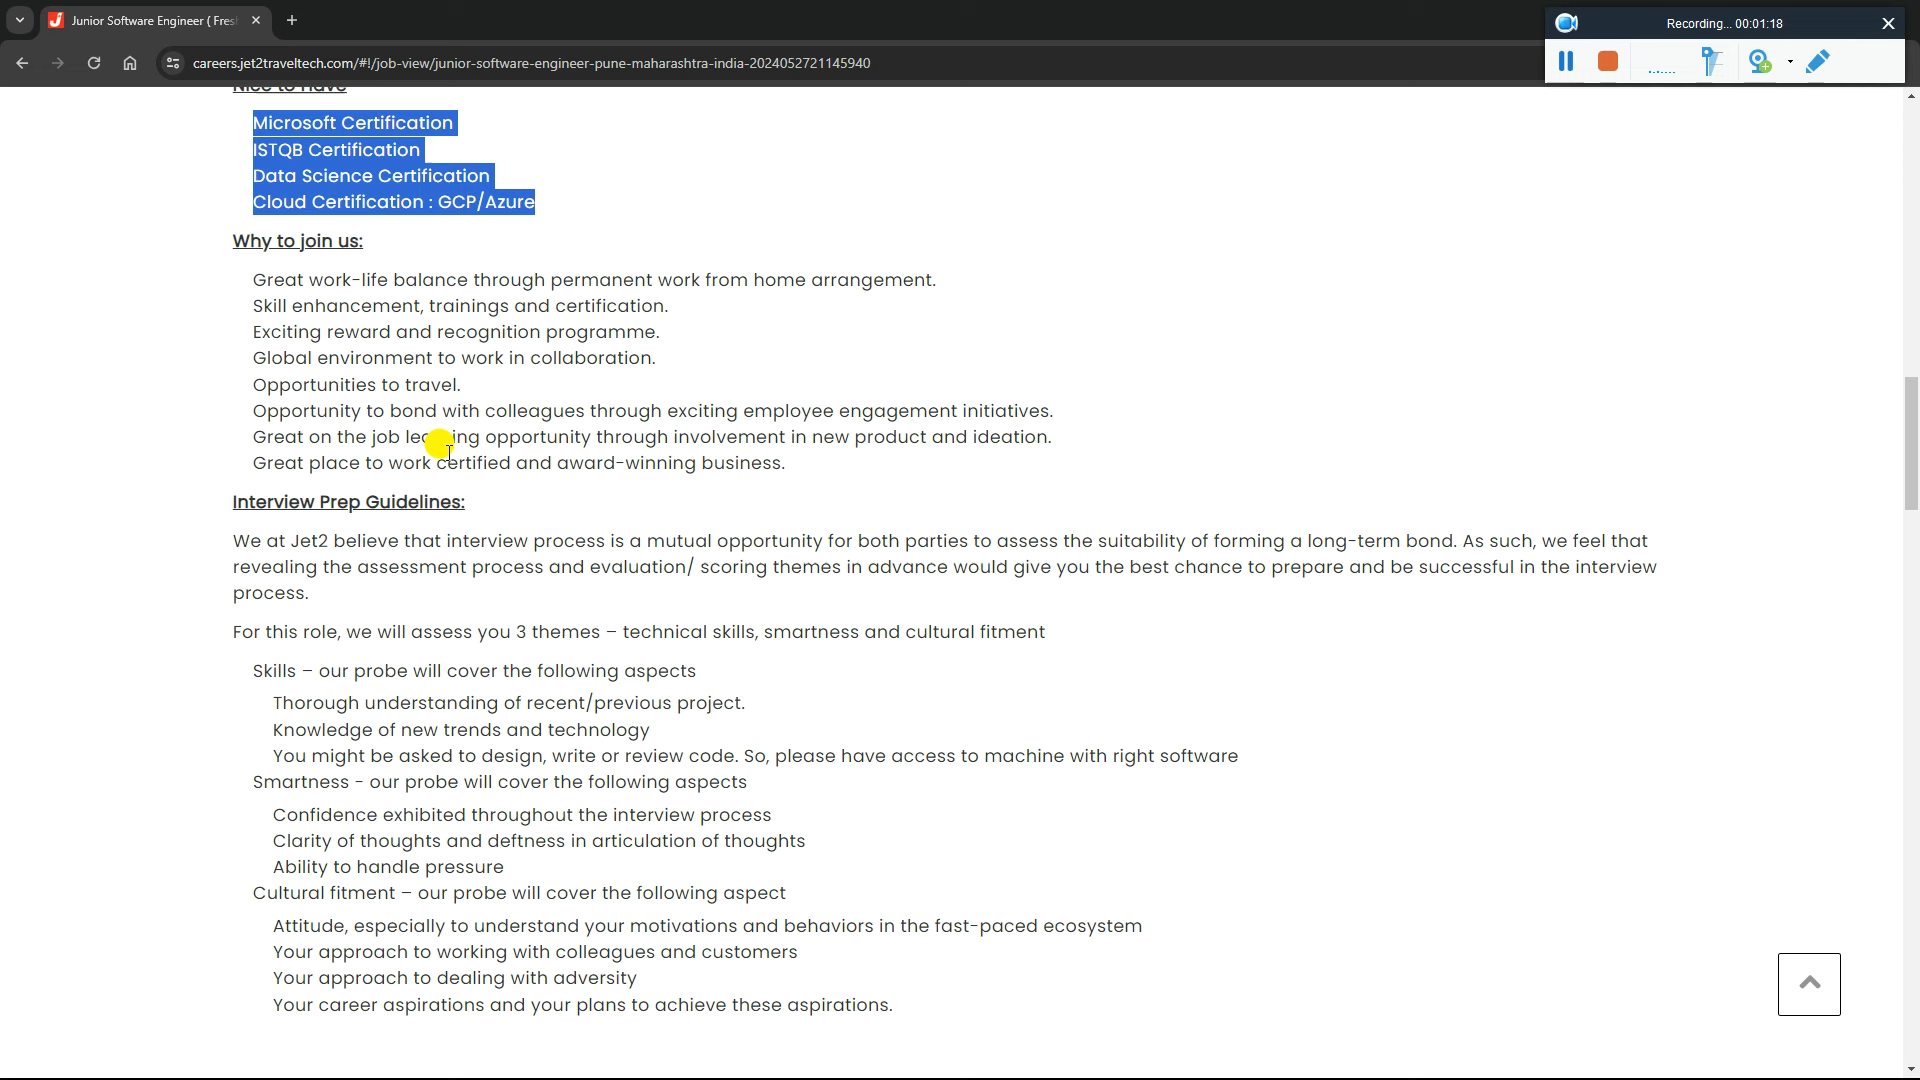 Junior Software Engineer ( Fres
Recording... 00:01:18
careers.jet2traveltech.com/#!/job-view/junior-software-engineer-pune-maharashtra-india-2024052721145940
Nice to Have
Microsoft Certification
ISTQB Certification
Data Science Certification
Cloud Certification : GCP/Azure
Why to join us:
Great work-life balance through permanent work from home arrangement.
Skill enhancement, trainings and certification.
Exciting reward and recognition programme.
Global environment to work in collaboration.
Opportunities to travel.
Opportunity to bond with colleagues through exciting employee engagement initiatives.
Great on the job learning opportunity through involvement in new product and ideation.
Great place to work certified and award-winning business.
Interview Prep Guidelines:
We at Jet2 believe that interview process is a mutual opportunity for both parties to assess the suitability of forming a long-term bond. As such, we feel that
revealing the assessment process and evaluation/ scoring themes in advance would give you the best chance to prepare and be successful in the interview
process.
For this role, we will assess you 3 themes – technical skills, smartness and cultural fitment
Skills – our probe will cover the following aspects
Thorough understanding of recent/previous project.
Knowledge of new trends and technology
You might be asked to design, write or review code. So, please have access to machine with right software
Smartness - our probe will cover the following aspects
Confidence exhibited throughout the interview process
Clarity of thoughts and deftness in articulation of thoughts
Ability to handle pressure
Cultural fitment – our probe will cover the following aspect
Attitude, especially to understand your motivations and behaviors in the fast-paced ecosystem
Your approach to working with colleagues and customers
Your approach to dealing with adversity
Your career aspirations and your plans to achieve these aspirations.